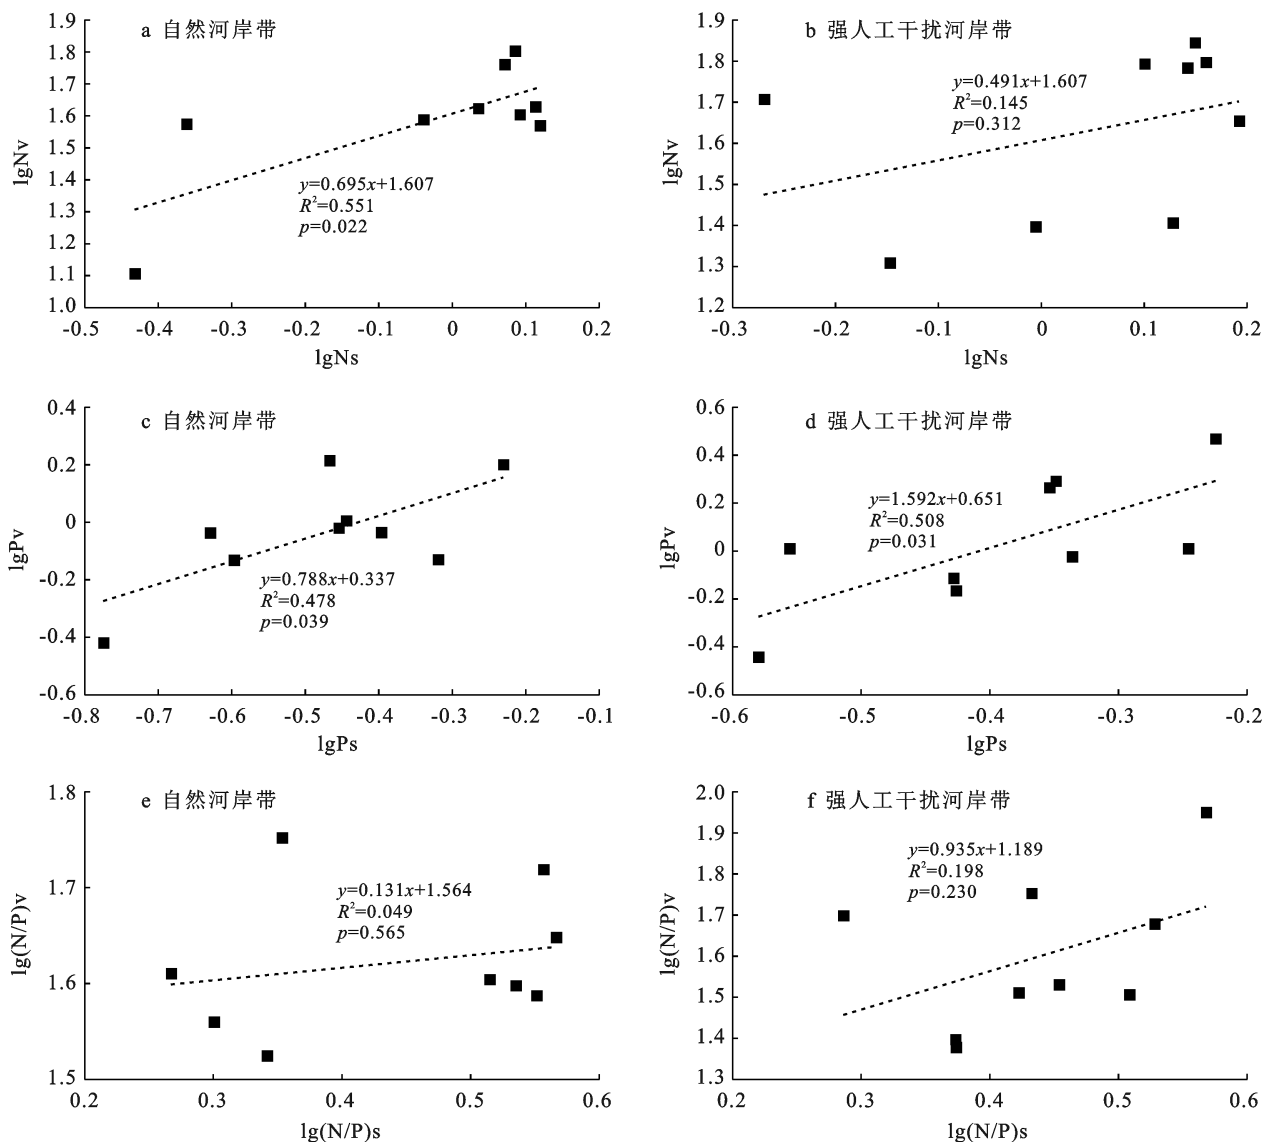 a 自然河岸带
1.9
1.8
1.7
1.6
1.5
1.4
1.3
1.2
1.1
1.0
lgNv
y=0.695x+1.607
R²=0.551
p=0.022
-0.5 -0.4 -0.3 -0.2 -0.1 0 0.1 0.2
lgNs
b 强人工干扰河岸带
1.9
1.8
1.7
1.6
1.5
1.4
1.3
1.2
lgNv
y=0.491x+1.607
R²=0.145
p=0.312
-0.3 -0.2 -0.1 0 0.1 0.2
lgNs
c 自然河岸带
0.4
0.2
0
-0.2
-0.4
-0.6
lgPv
y=0.788x+0.337
R²=0.478
p=0.039
-0.8 -0.7 -0.6 -0.5 -0.4 -0.3 -0.2 -0.1
lgPs
d 强人工干扰河岸带
0.6
0.4
0.2
0
-0.2
-0.4
-0.6
lgPv
y=1.592x+0.651
R²=0.508
p=0.031
-0.6 -0.5 -0.4 -0.3 -0.2
lgPs
e 自然河岸带
1.8
1.7
1.6
1.5
lg(N/P)v
y=0.131x+1.564
R²=0.049
p=0.565
0.2 0.3 0.4 0.5 0.6
lg(N/P)s
f 强人工干扰河岸带
2.0
1.9
1.8
1.7
1.6
1.5
1.4
1.3
lg(N/P)v
y=0.935x+1.189
R²=0.198
p=0.230
0.2 0.3 0.4 0.5 0.6
lg(N/P)s